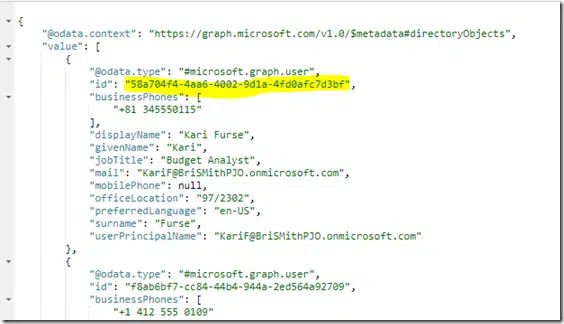 {
"@odata.context": "https://graph.microsoft.com/v1.0/$metadata#directoryObjects",
"value": [
{
"@odata.type": "#microsoft.graph.user",
"id": "58a704f4-4aa6-4002-9d1a-4fd0afc7d3bf",
"businessPhones": [
"+81 345550115"
],
"displayName": "Kari Furse",
"givenName": "Kari",
"jobTitle": "Budget Analyst",
"mail": "KariF@BriSMithPJO.onmicrosoft.com",
"mobilePhone": null,
"officeLocation": "97/2302",
"preferredLanguage": "en-US",
"surname": "Furse",
"userPrincipalName": "KariF@BriSMithPJO.onmicrosoft.com"
},
{
"@odata.type": "#microsoft.graph.user",
"id": "f8ab6bf7-cc84-44b4-944a-2ed564a92709",
"businessPhones": [
"+1 412 555 0109"